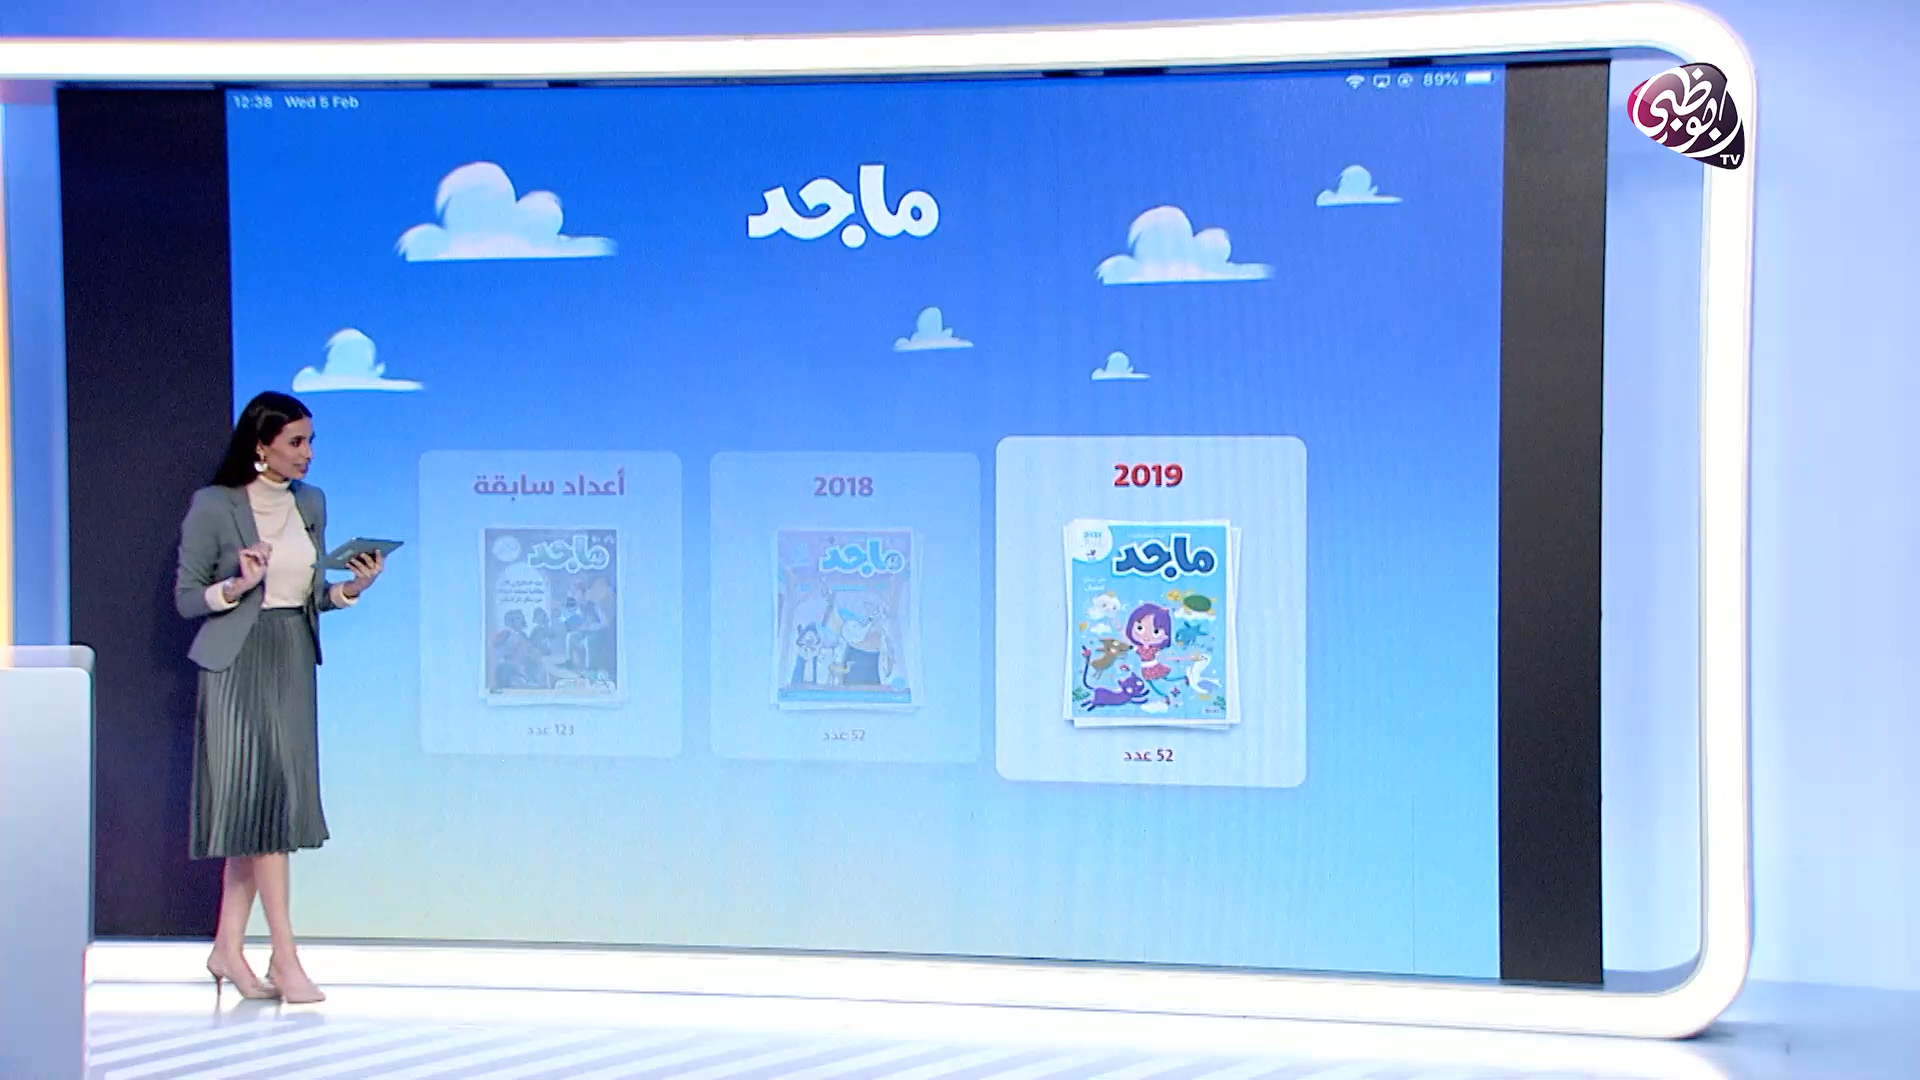 12:38 Wed 5 Feb
89%
أبوظبي
TV
ماجد
2019
ماجد
52 عدد
2018
ماجد
52 عدد
أعداد سابقة
ماجد
123 عدد